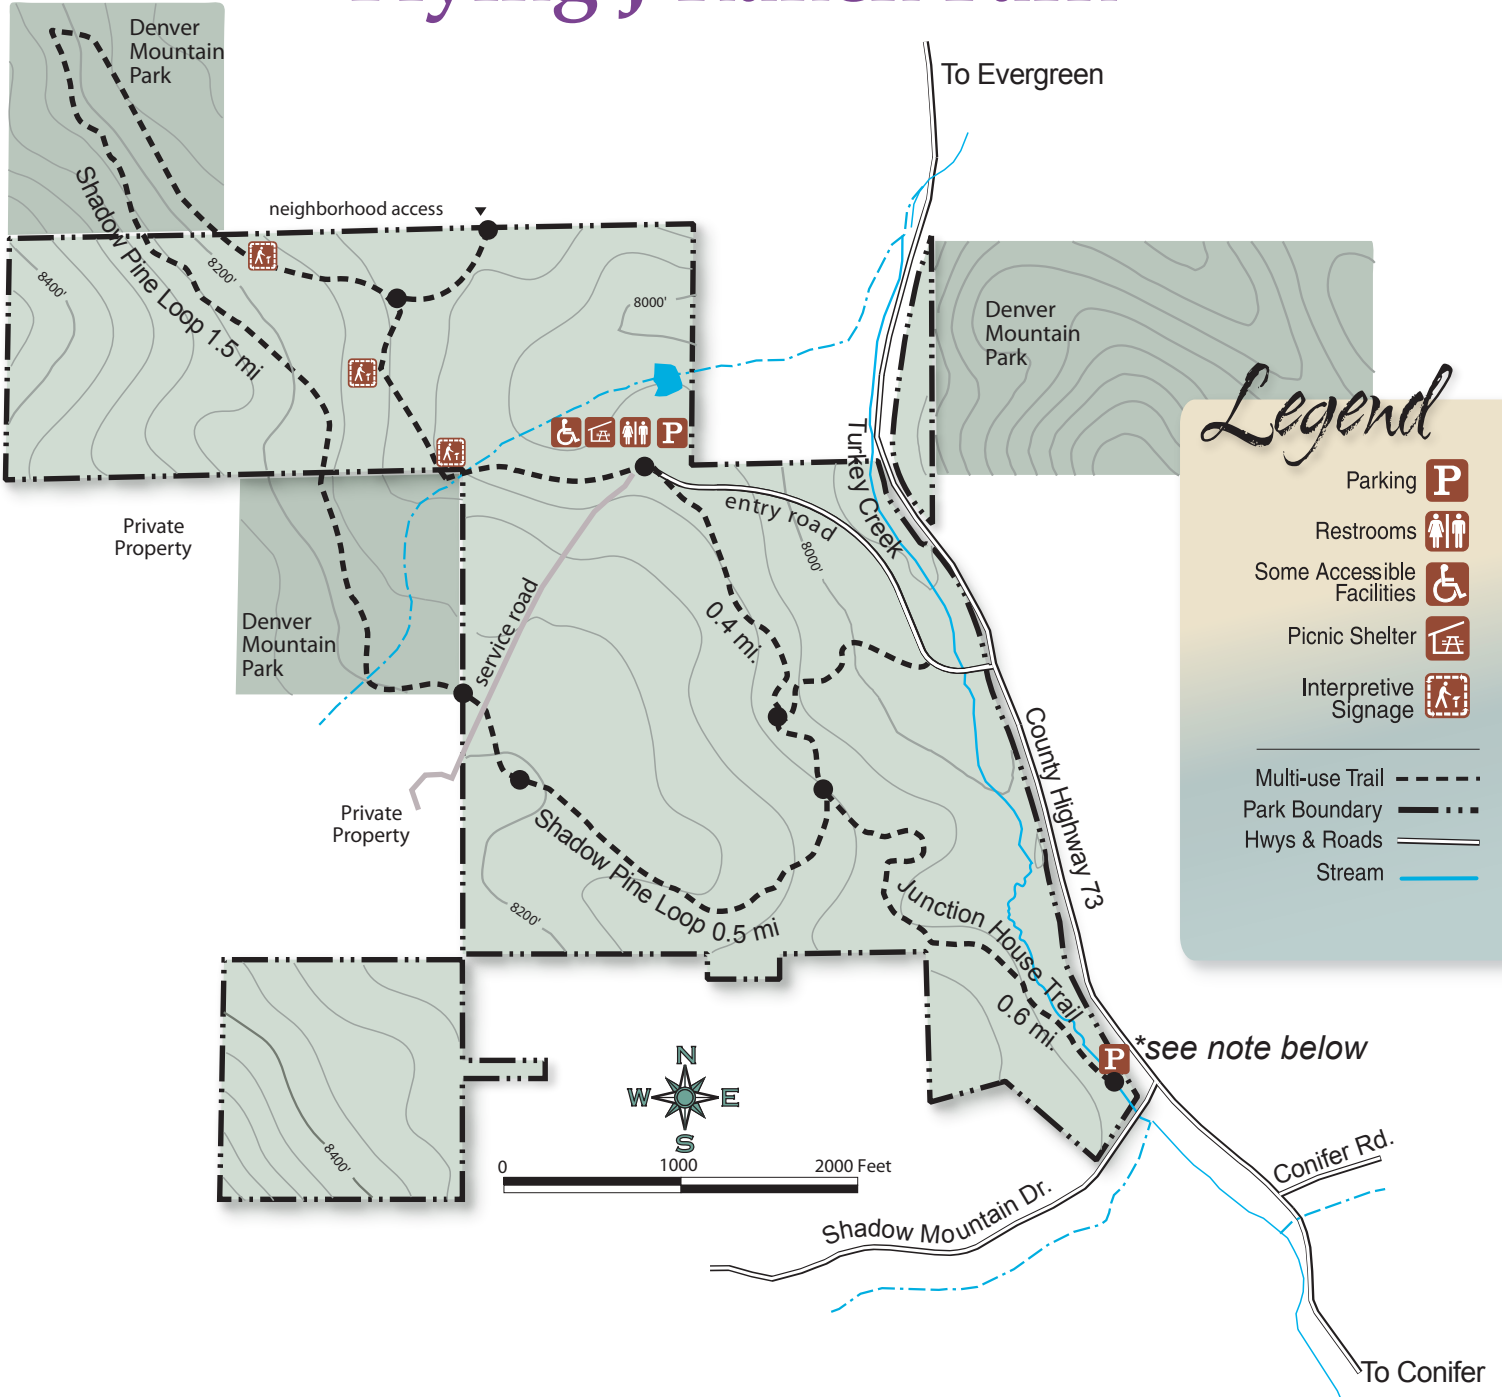 Flying J Ranch Park
Denver
Mountain
Park
To Evergreen
neighborhood access
Shadow Pine Loop 1.5 mi
8400'
8200'
8000'
Denver
Mountain
Park
Legend
Parking P
Restrooms
Some Accessible
Facilities
Picnic Shelter
Interpretive
Signage
Multi-use Trail
Park Boundary
Hwys & Roads
Stream
P
Turkey Creek
entry road
8000'
Private
Property
service road
0.4 mi.
Denver
Mountain
Park
County Highway 73
Private
Property
Shadow Pine Loop 0.5 mi
8200'
Junction House Trail
0.6 mi.
P
*see note below
N
W E
S
0 1000 2000 Feet
8400'
Conifer Rd.
Shadow Mountain Dr.
To Conifer